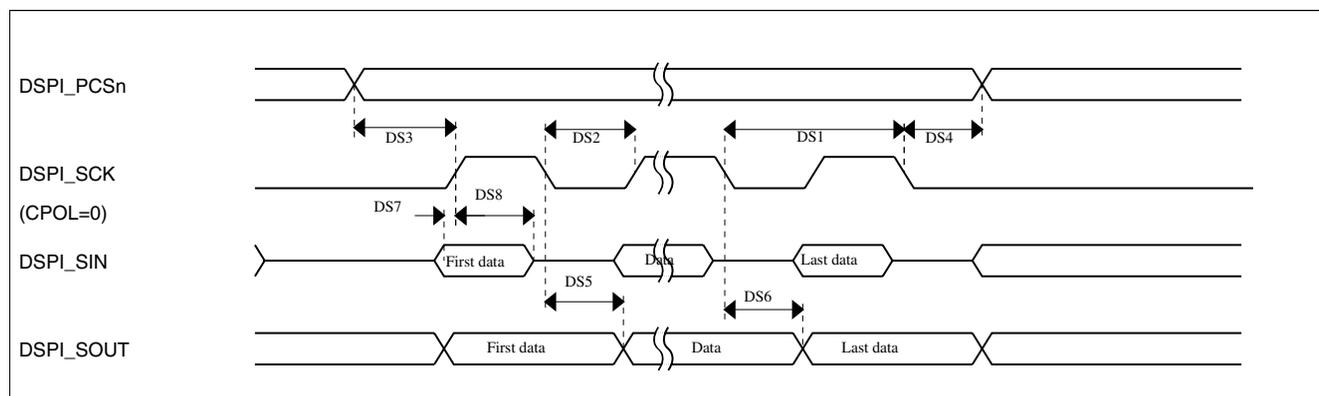 DSPI_PCSn
DS3
DS2
DS1
DS4
DSPI_SCK
DS8
DS7
(CPOL=0)
DSPI_SIN
First data
Data
Last data
DS5
DS6
DSPI_SOUT
First data
Data
Last data